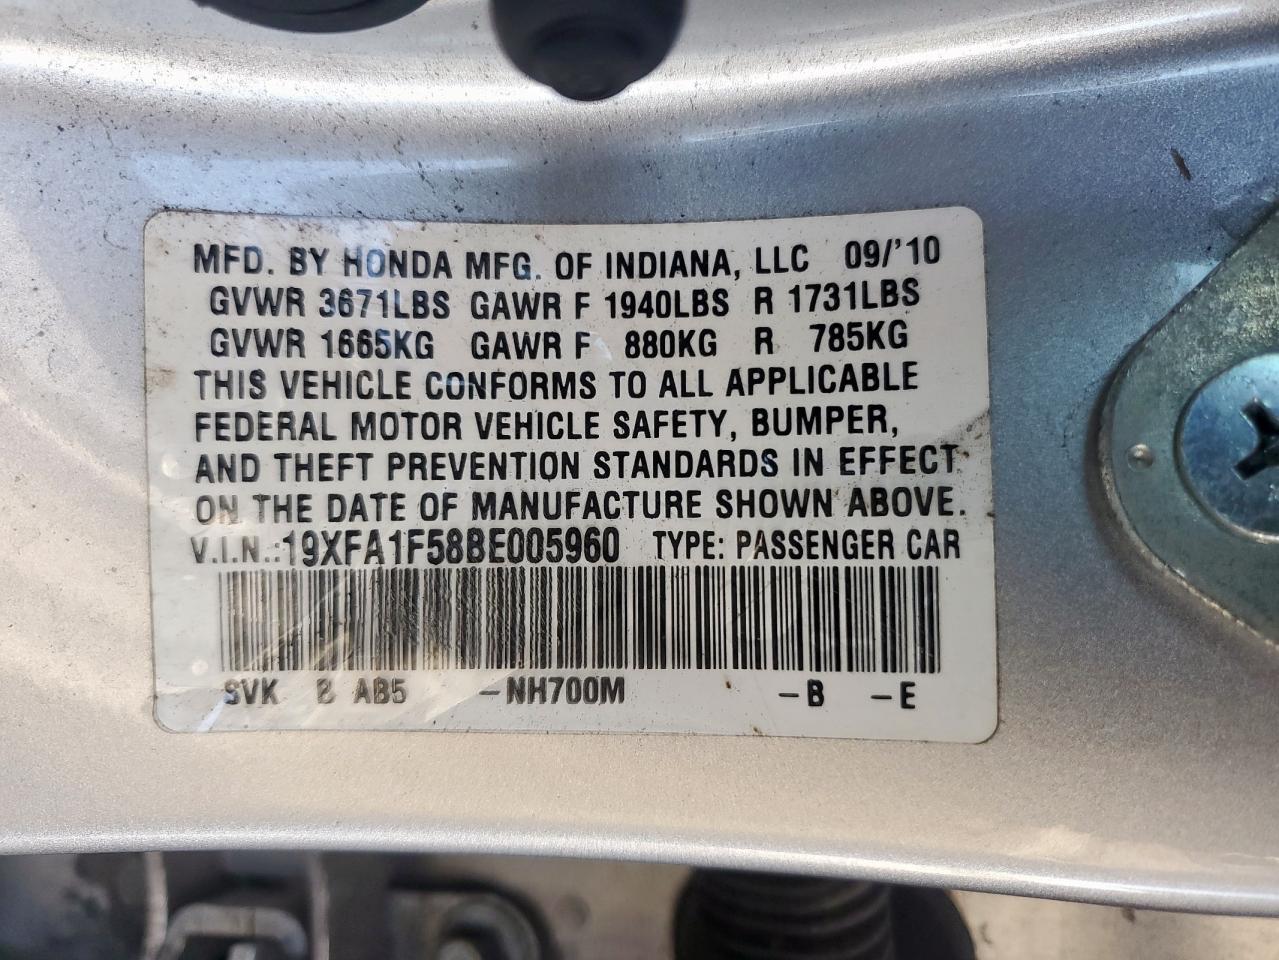 MFD. BY HONDA MFG. OF INDIANA, LLC 09/'10
GVWR 3671LBS GAWR F 1940LBS R 1731LBS
GVWR 1665KG GAWR F 880KG R 785KG
THIS VEHICLE CONFORMS TO ALL APPLICABLE
FEDERAL MOTOR VEHICLE SAFETY, BUMPER,
AND THEFT PREVENTION STANDARDS IN EFFECT
ON THE DATE OF MANUFACTURE SHOWN ABOVE.
V.I.N.:19XFA1F58BE005960 TYPE: PASSENGER CAR
SVK B AB5 -NH700M -B -E